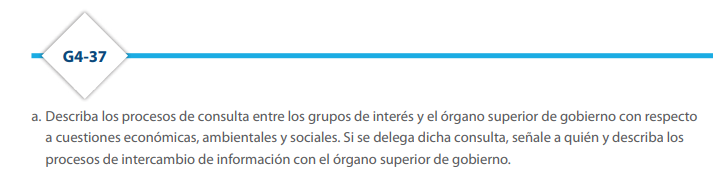 G4-37
a. Describa los procesos de consulta entre los grupos de interés y el órgano superior de gobierno con respecto
a cuestiones económicas, ambientales y sociales. Si se delega dicha consulta, señale a quién y describa los
procesos de intercambio de información con el órgano superior de gobierno.